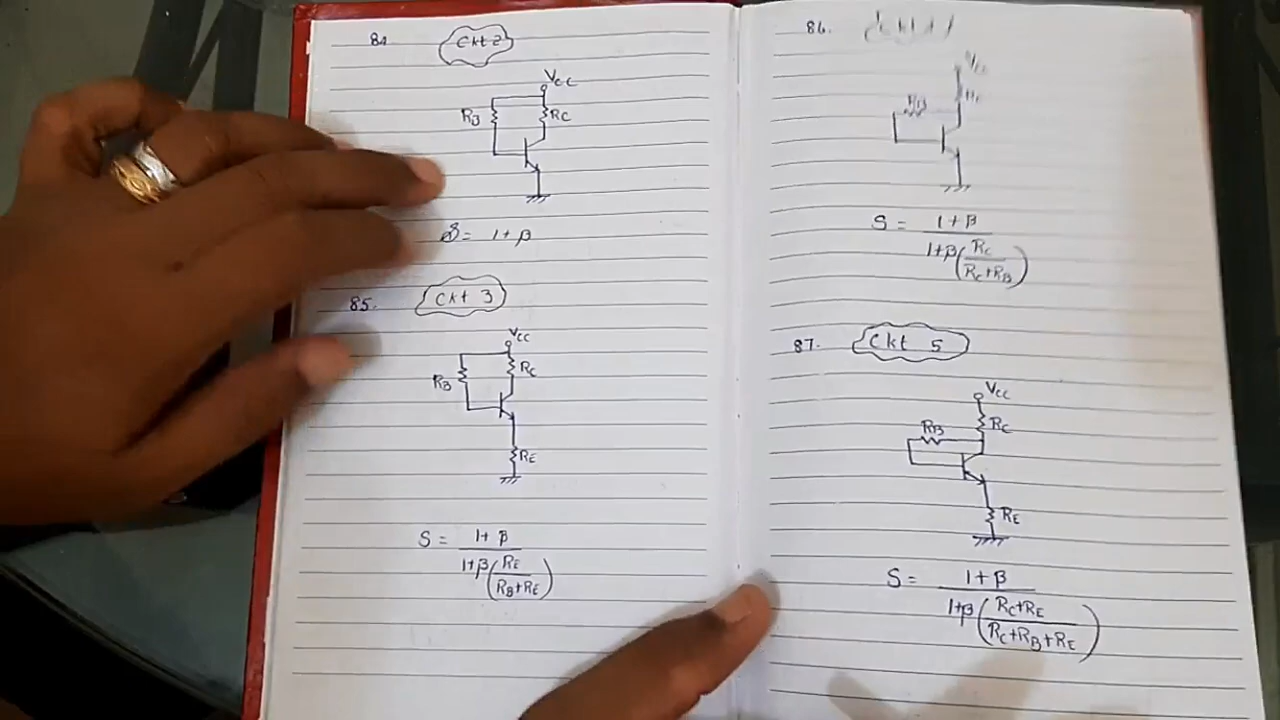 84.
Ckt 2
VCC
RB
RC
S = 1+β
85.
Ckt 3
VCC
RB
RC
RE
S = 1+β
1+β(RE
RB+RE)
86.
VCC
RB
S = 1+β
1+β(RC
RC+RB)
87.
Ckt 5
VCC
RB
RC
RE
S = 1+β
1+β(RC+RE
RC+RB+RE)